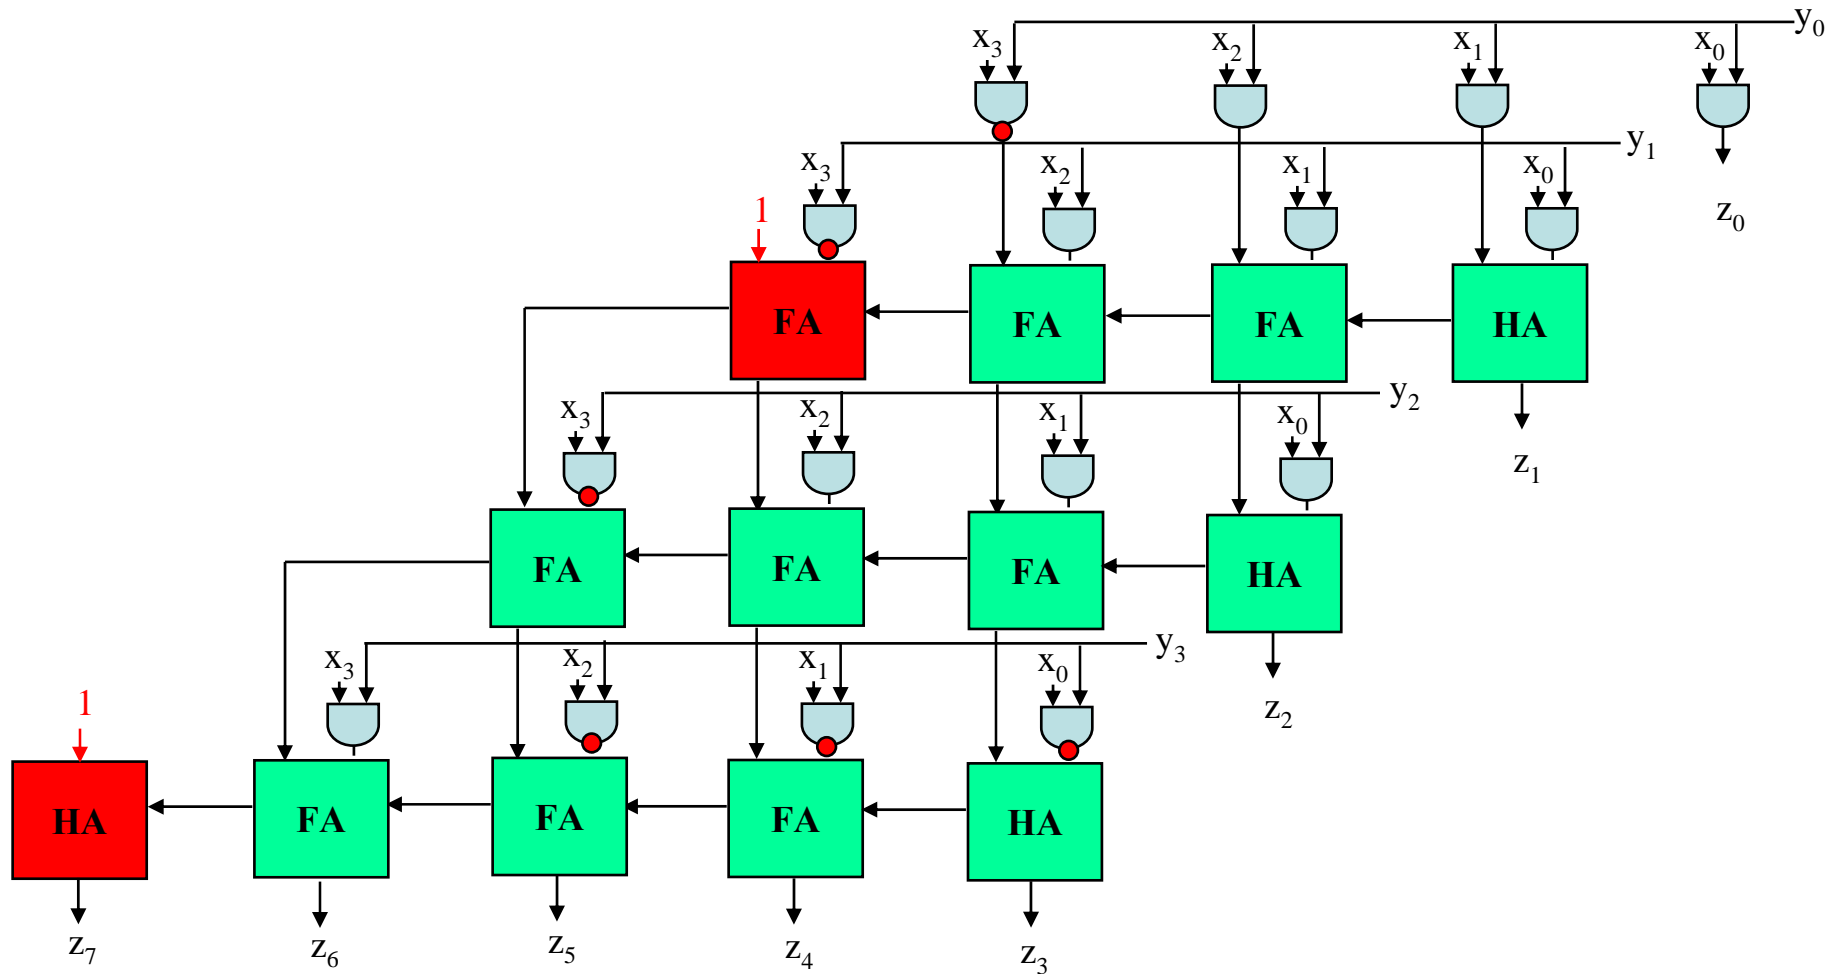 y₀
x₃ x₂ x₁ x₀
y₁
x₃ x₂ x₁ x₀
1 z₀
FA FA FA HA
y₂
x₃ x₂ x₁ x₀
z₁
FA FA FA HA
y₃
x₃ x₂ x₁ x₀
1 z₂
HA FA FA FA HA
z₇ z₆ z₅ z₄ z₃